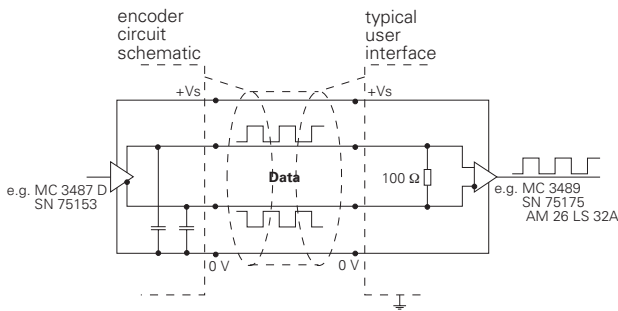 encoder
circuit
schematic
typical
user
interface
+Vs
+Vs
Data
100 Ω
e.g. MC 3487 D
SN 75153
e.g. MC 3489
SN 75175
AM 26 LS 32A
0 V
0 V